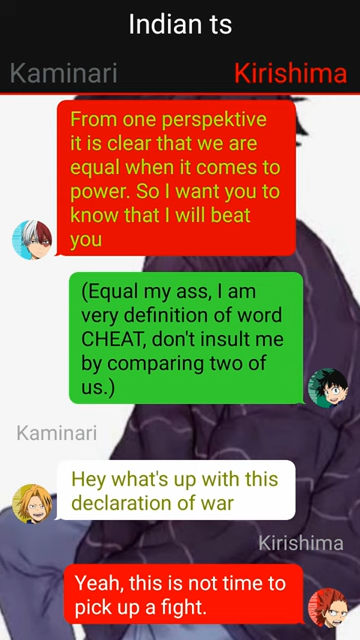 Indian ts
Kaminari Kirishima
From one perspektive
it is clear that we are
equal when it comes to
power. So I want you to
know that I will beat
you
(Equal my ass, I am
very definition of word
CHEAT, don't insult me
by comparing two of
us.)
Kaminari
Hey what's up with this
declaration of war
Kirishima
Yeah, this is not time to
pick up a fight.